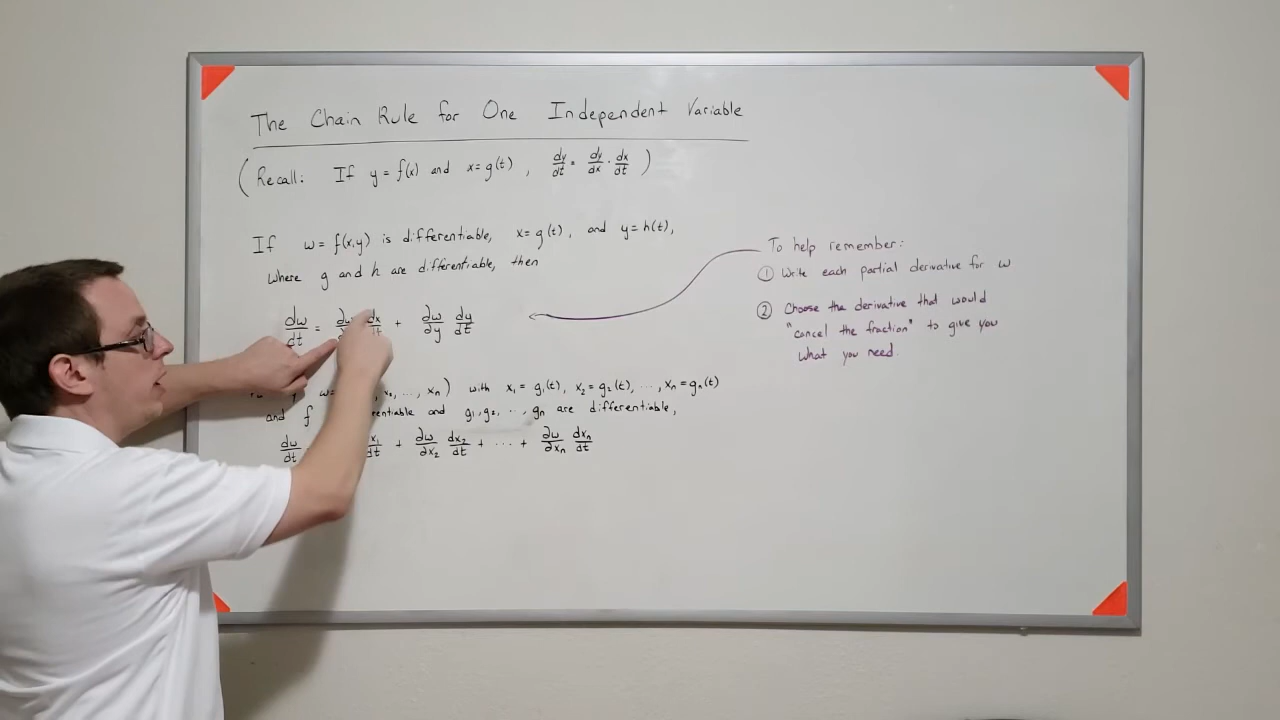 The Chain Rule for One Independent Variable
(Recall: If y = f(x) and x = g(t), dy/dt = dy/dx · dx/dt)
If w = f(x,y) is differentiable, x = g(t), and y = h(t),
where g and h are differentiable, then
dw/dt = ∂w dx + ∂w/∂y dy/dt
To help remember:
① Write each partial derivative for w
② Choose the derivative that would
"cancel the fraction" to give you
what you need.
, ..., xn) with x1 = g1(t), x2 = g2(t), ..., xn = gn(t)
and f and g1, g2, ..., gn are differentiable,
dw/dt + ∂w/∂x2 dx2/dt + ... + ∂w/∂xn dxn/dt